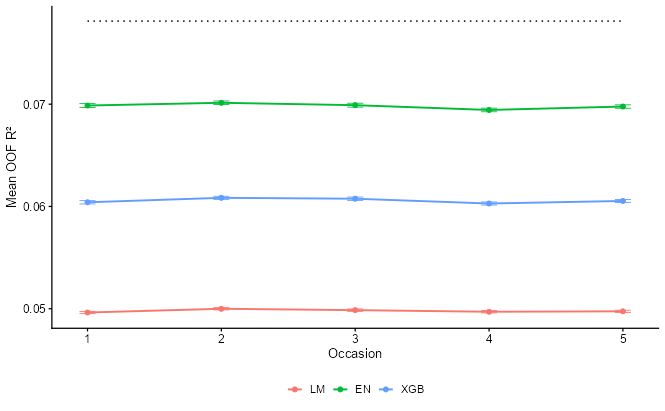 Mean OOF R²
0.07
0.06
0.05
1 2 3 4 5
Occasion
LM EN XGB